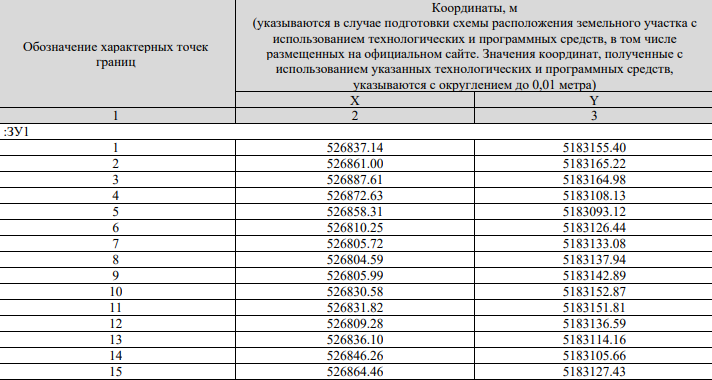 Обозначение характерных точек
границ
Координаты, м
(указываются в случае подготовки схемы расположения земельного участка с
использованием технологических и программных средств, в том числе
размещенных на официальном сайте. Значения координат, полученные с
использованием указанных технологических и программных средств,
указываются с округлением до 0,01 метра)
X Y
1 2 3
:ЗУ1
1 526837.14 5183155.40
2 526861.00 5183165.22
3 526887.61 5183164.98
4 526872.63 5183108.13
5 526858.31 5183093.12
6 526810.25 5183126.44
7 526805.72 5183133.08
8 526804.59 5183137.94
9 526805.99 5183142.89
10 526830.58 5183152.87
11 526831.82 5183151.81
12 526809.28 5183136.59
13 526836.10 5183114.16
14 526846.26 5183105.66
15 526864.46 5183127.43